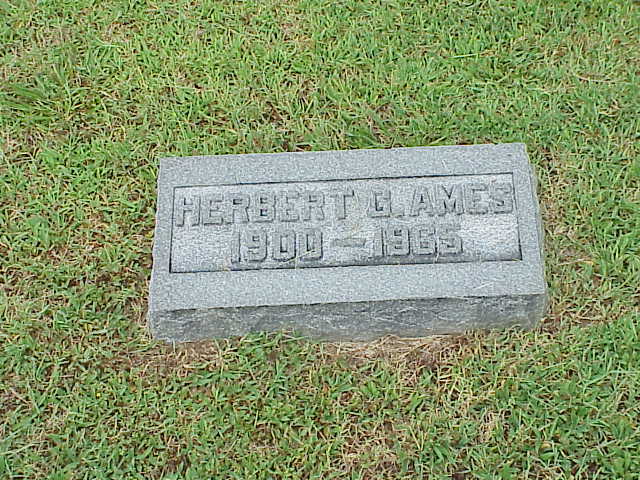 HERBERT G. AMES
1900 — 1965